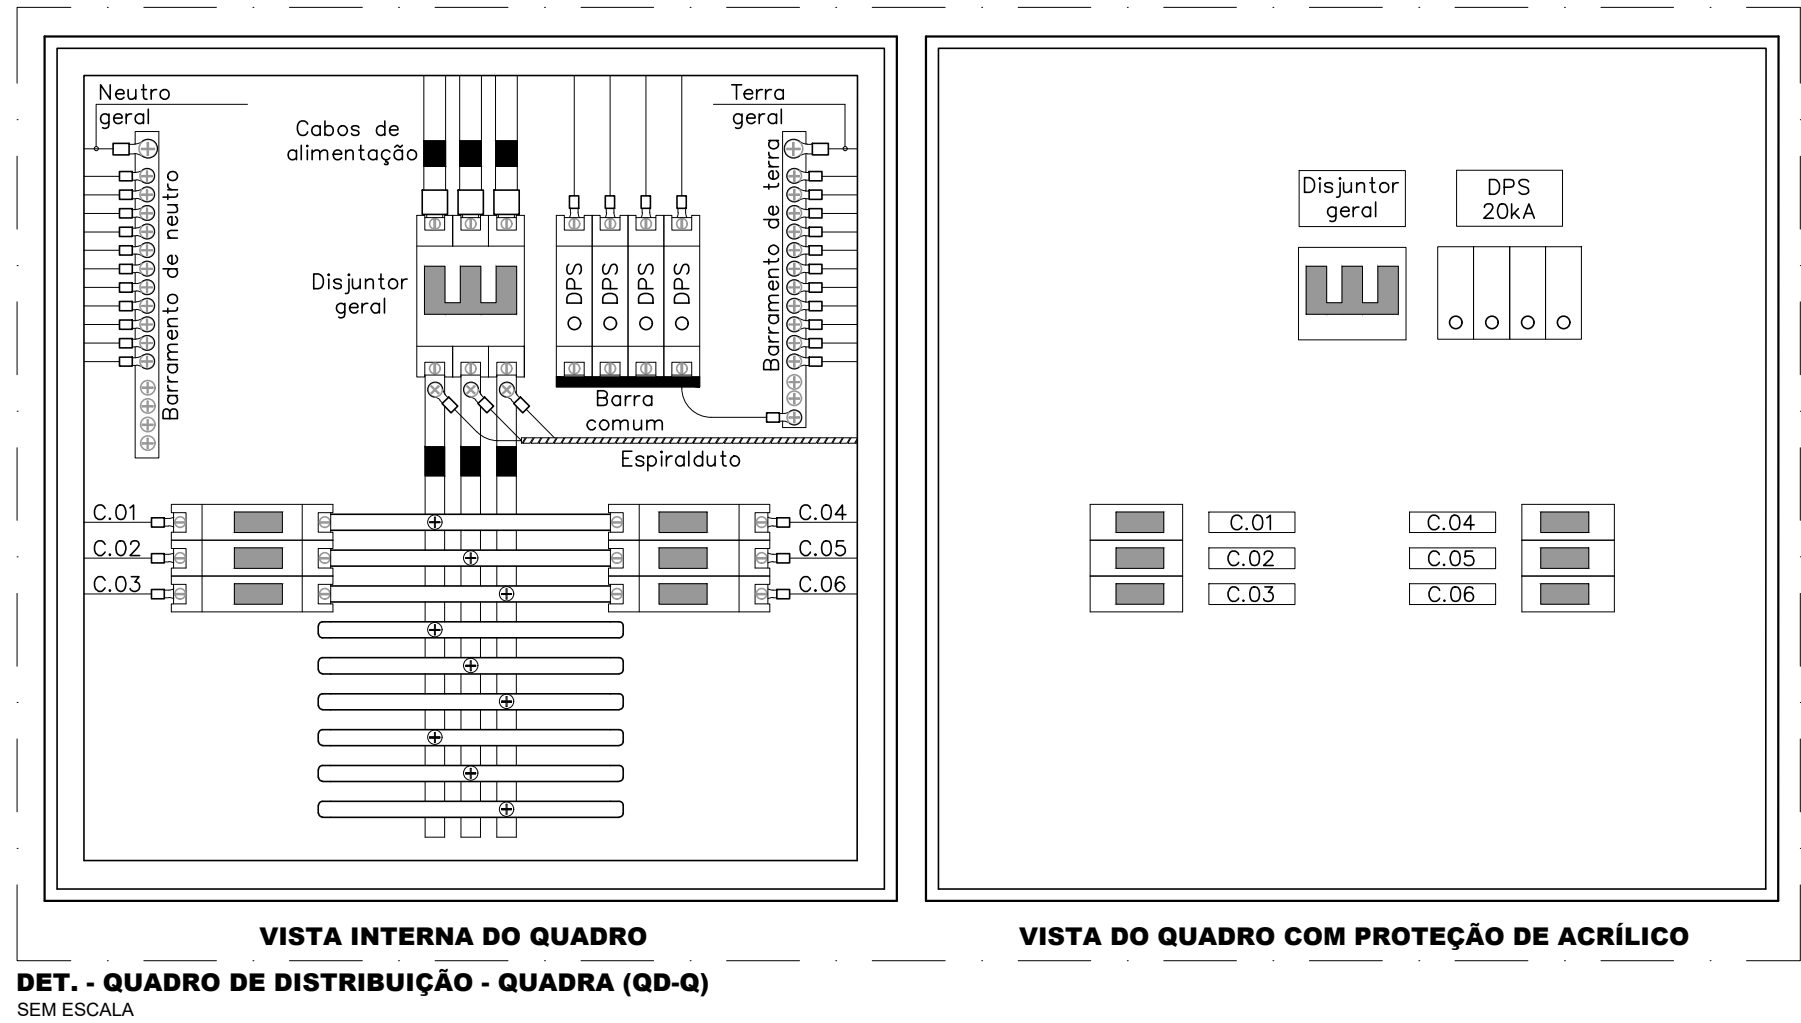 Neutro
geral
Barramento de neutro
Cabos de
alimentação
Disjuntor
geral
DPS
DPS
DPS
DPS
Barra
comum
Espiralduto
Terra
geral
Barramento de terra
C.01
C.02
C.03
C.04
C.05
C.06
VISTA INTERNA DO QUADRO
Disjuntor
geral
DPS
20kA
C.01
C.02
C.03
C.04
C.05
C.06
VISTA DO QUADRO COM PROTEÇÃO DE ACRÍLICO
DET. - QUADRO DE DISTRIBUIÇÃO - QUADRA (QD-Q)
SEM ESCALA